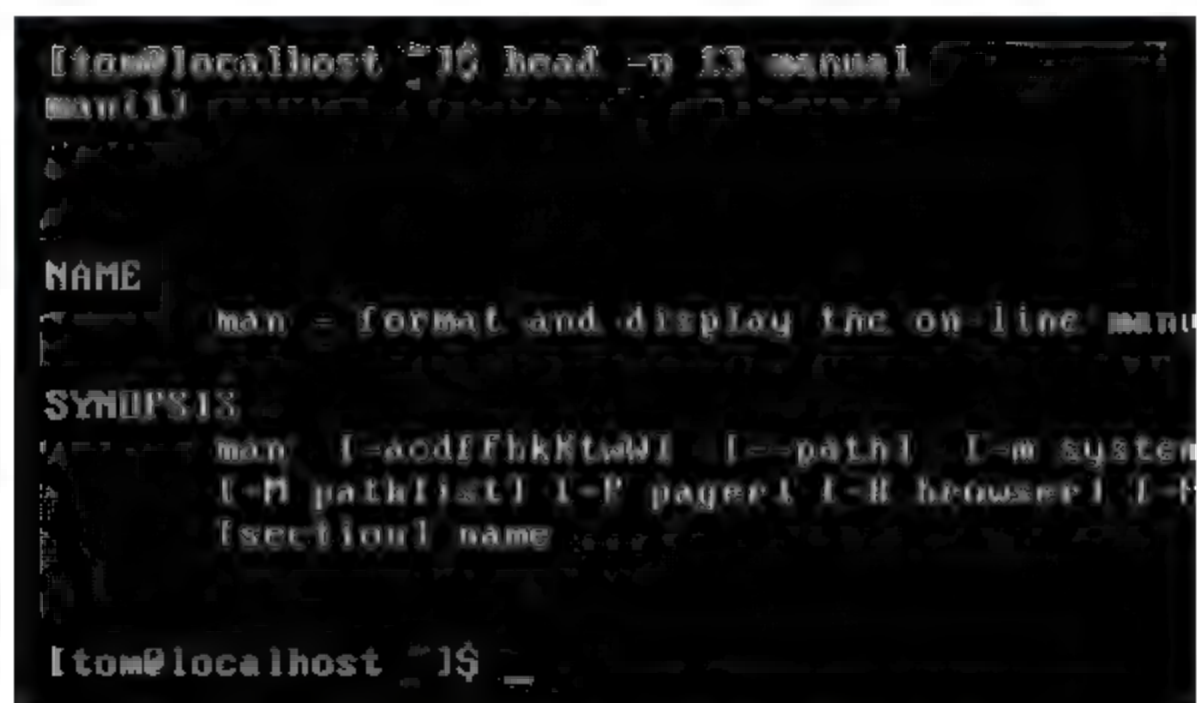 [tom@localhost ~]$ head -n 13 manual
man(1)
NAME
man - format and display the on-line manu
SYNOPSIS
man [-acdfFhkKtwW] [--path] [-m system
[-M pathlist] [-P pager] [-B browser] [-H
[section] name
[tom@localhost ~]$ _